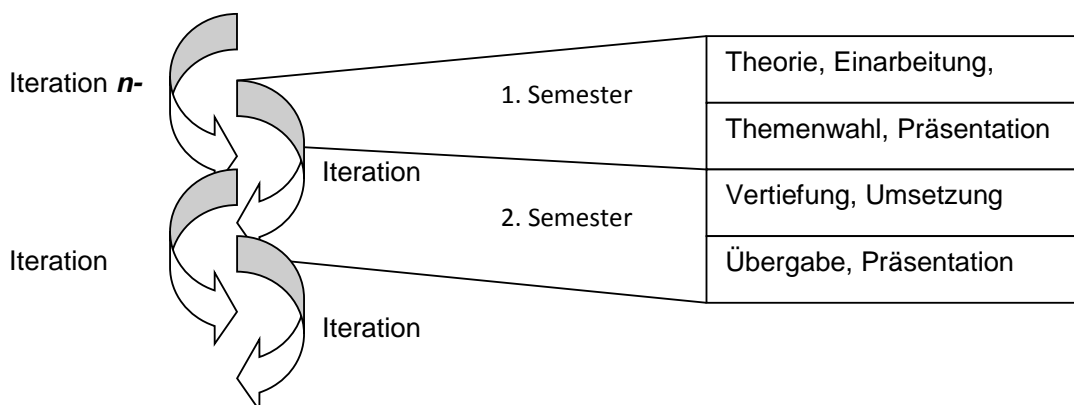 Iteration n-
Iteration
Iteration
Iteration
1. Semester
2. Semester
Theorie, Einarbeitung,
Themenwahl, Präsentation
Vertiefung, Umsetzung
Übergabe, Präsentation